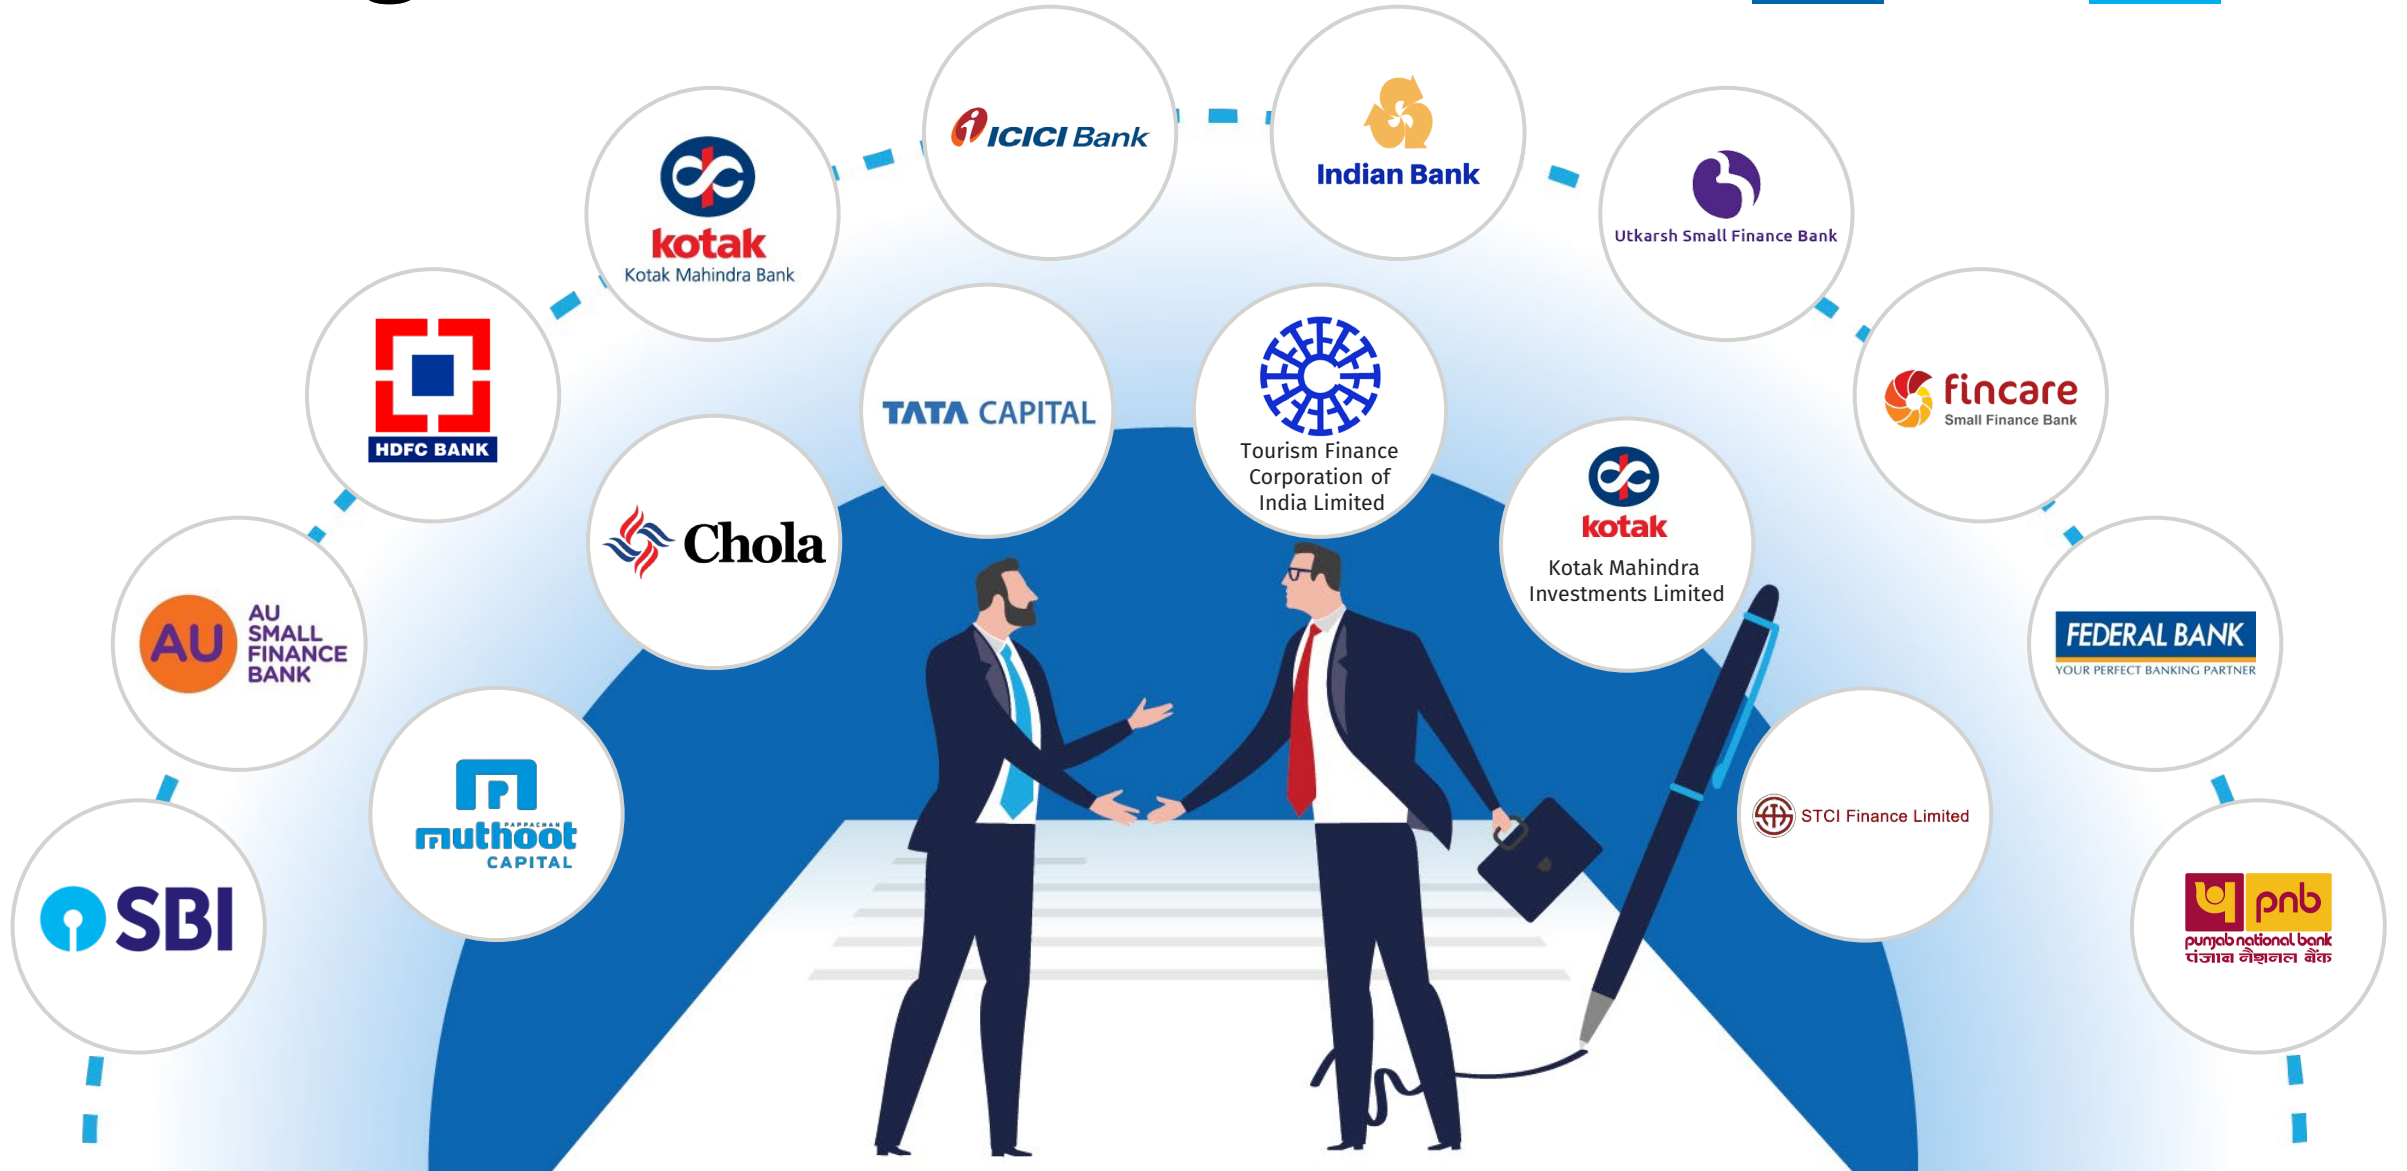 ICICI Bank
Indian Bank
kotak
Kotak Mahindra Bank
Utkarsh Small Finance Bank
HDFC BANK
TATA CAPITAL
Tourism Finance
Corporation of
India Limited
fincare
Small Finance Bank
Chola
kotak
Kotak Mahindra
Investments Limited
AU
AU
SMALL
FINANCE
BANK
FEDERAL BANK
YOUR PERFECT BANKING PARTNER
PAPPACHAN
muthoot
CAPITAL
STCI Finance Limited
SBI
pnb
punjab national bank
पंजाब नैशनल बैंक